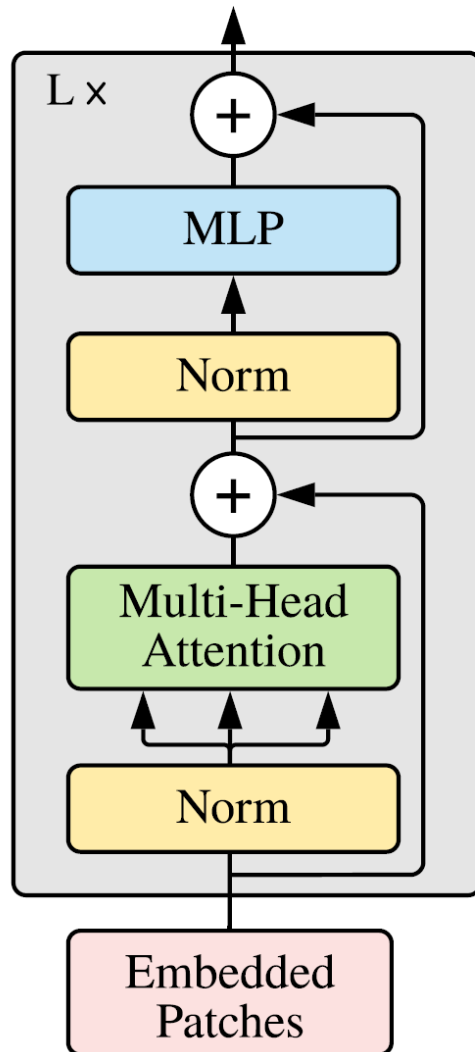 L ×
+
MLP
Norm
+
Multi-Head
Attention
Norm
Embedded
Patches